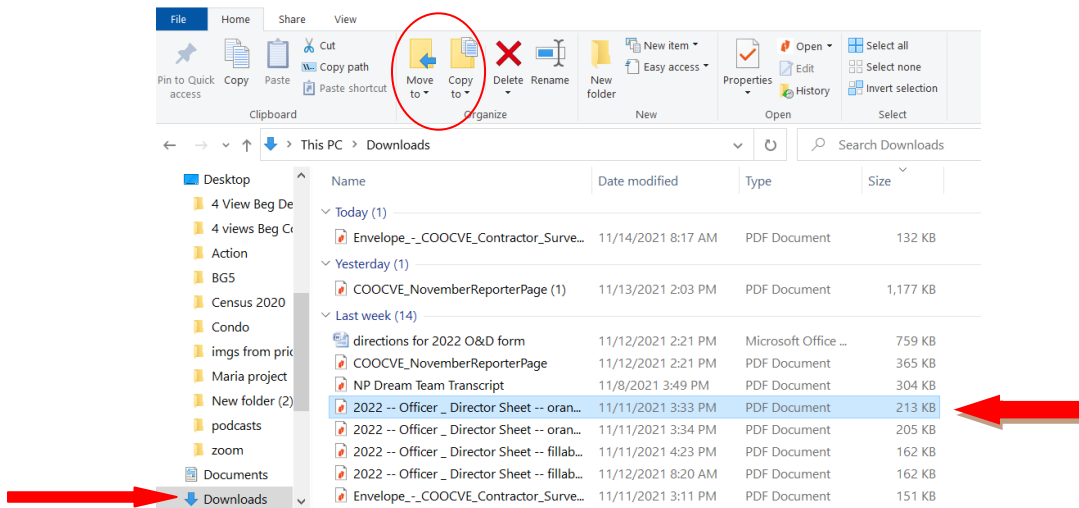 File Home Share View
Pin to Quick access
Copy
Paste
Cut
Copy path
Paste shortcut
Clipboard
Move to
Copy to
Delete
Rename
Organize
New folder
New item
Easy access
New
Properties
Open
Edit
History
Open
Select all
Select none
Invert selection
Select
This PC > Downloads
Search Downloads
Desktop
4 View Beg De
4 views Beg Co
Action
BG5
Census 2020
Condo
imgs from pric
Maria project
New folder (2)
podcasts
zoom
Documents
Downloads
Name Date modified Type Size
Today (1)
Envelope_-_COOCVE_Contractor_Surve... 11/14/2021 8:17 AM PDF Document 132 KB
Yesterday (1)
COOCVE_NovemberReporterPage (1) 11/13/2021 2:03 PM PDF Document 1,177 KB
Last week (14)
directions for 2022 O&D form 11/12/2021 2:21 PM Microsoft Office ... 759 KB
COOCVE_NovemberReporterPage 11/12/2021 2:21 PM PDF Document 365 KB
NP Dream Team Transcript 11/8/2021 3:49 PM PDF Document 304 KB
2022 -- Officer _ Director Sheet -- oran... 11/11/2021 3:33 PM PDF Document 213 KB
2022 -- Officer _ Director Sheet -- oran... 11/11/2021 3:34 PM PDF Document 205 KB
2022 -- Officer _ Director Sheet -- fillab... 11/11/2021 4:23 PM PDF Document 162 KB
2022 -- Officer _ Director Sheet -- fillab... 11/12/2021 8:20 AM PDF Document 162 KB
Envelope_-_COOCVE_Contractor_Surve... 11/11/2021 3:11 PM PDF Document 151 KB